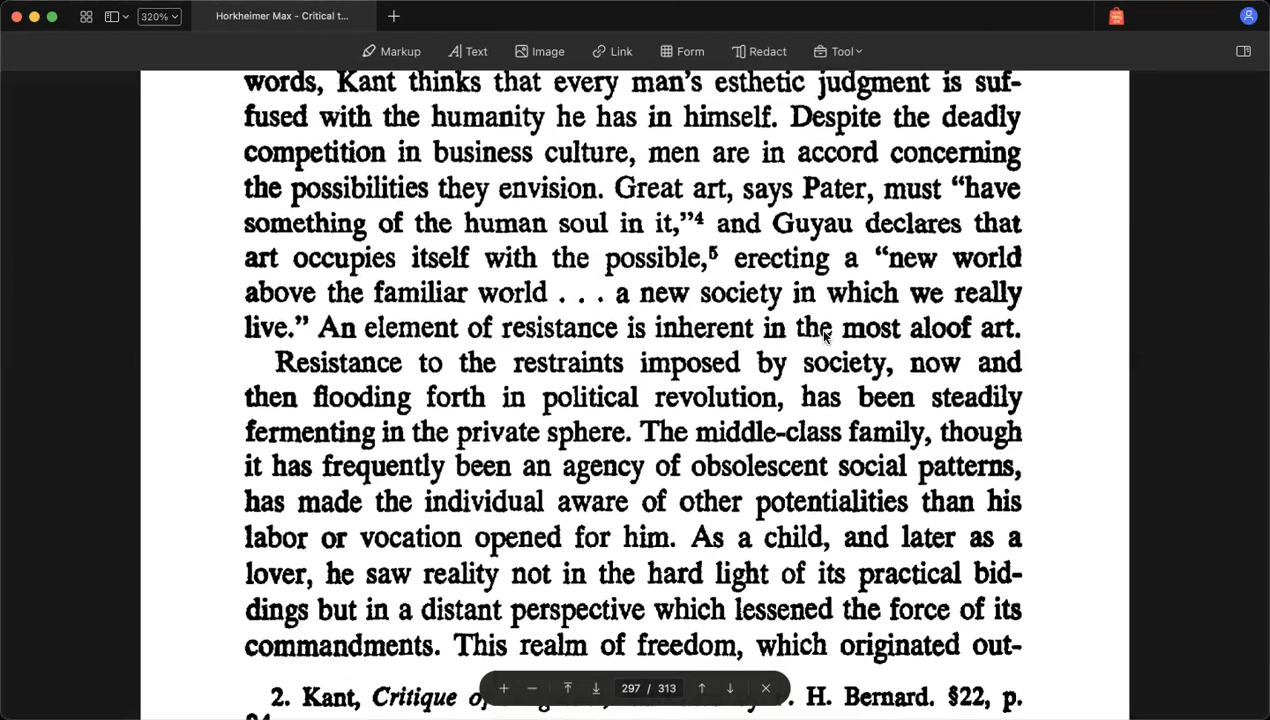 320%
Horkheimer Max - Critical t...
Markup Text Image Link Form Redact Tool
words, Kant thinks that every man's esthetic judgment is suf-
fused with the humanity he has in himself. Despite the deadly
competition in business culture, men are in accord concerning
the possibilities they envision. Great art, says Pater, must “have
something of the human soul in it,”⁴ and Guyau declares that
art occupies itself with the possible,⁵ erecting a “new world
above the familiar world . . . a new society in which we really
live.” An element of resistance is inherent in the most aloof art.
Resistance to the restraints imposed by society, now and
then flooding forth in political revolution, has been steadily
fermenting in the private sphere. The middle-class family, though
it has frequently been an agency of obsolescent social patterns,
has made the individual aware of other potentialities than his
labor or vocation opened for him. As a child, and later as a
lover, he saw reality not in the hard light of its practical bid-
dings but in a distant perspective which lessened the force of its
commandments. This realm of freedom, which originated out-
297 / 313
2. Kant, Critique of H. Bernard. §22, p.